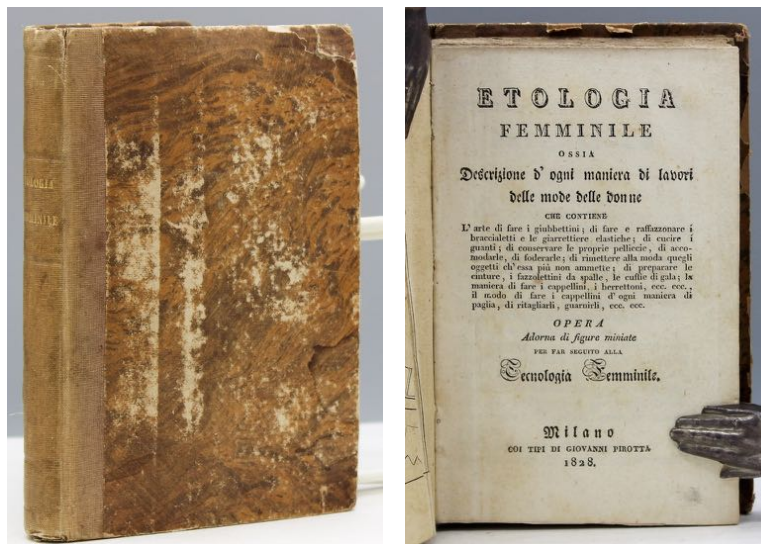 ETOLOGIA
FEMMINILE
OSSIA
Descrizione d' ogni maniera di lavori
delle mode delle donne
CHE CONTIENE
L' arte di fare i giubbettini; di fare e raffazzonare i
braccialetti e le giarrettiere elastiche; di cucire i
guanti; di conservare le proprie pelliccie, di acco-
modarle, di foderarle; di rimettere alla moda quegli
oggetti ch' essa più non ammette; di preparare le
cinture, i fazzolettini da spalle, le cuffie di gala; la
maniera di fare i cappellini, i berrettoni, ecc. ecc.,
il modo di fare i cappellini d' ogni maniera di
paglia, di ritagliarli, guarnirli, ecc. ecc.
OPERA
Adorna di figure miniate
PER FAR SEGUITO ALLA
Tecnologia Femminile.
Milano
COI TIPI DI GIOVANNI PIROTTA
1828.